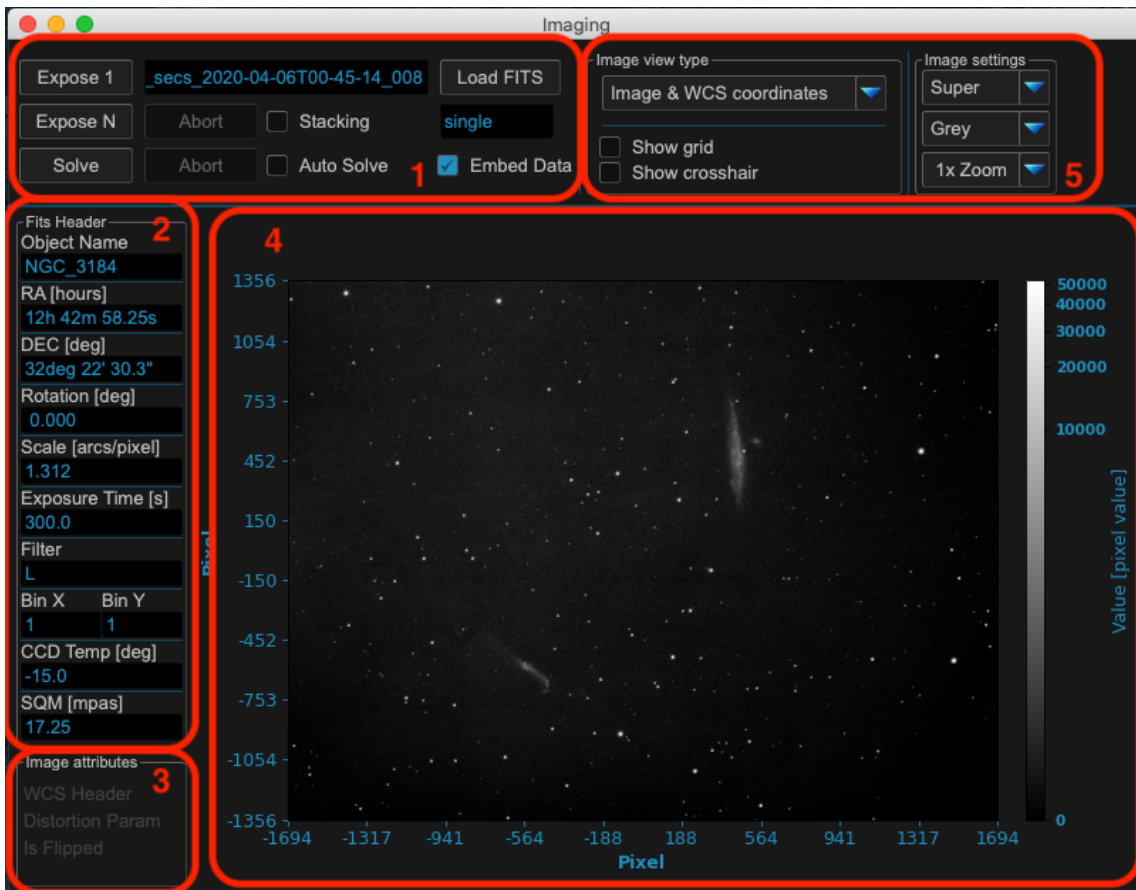 Imaging
Expose 1 _secs_2020-04-06T00-45-14_008 Load FITS
Expose N Abort Stacking single
Solve Abort Auto Solve 1 Embed Data
Image view type
Image & WCS coordinates
Show grid
Show crosshair
Image settings
Super
Grey
1x Zoom 5
Fits Header 2
Object Name
NGC_3184
RA [hours]
12h 42m 58.25s
DEC [deg]
32deg 22' 30.3"
Rotation [deg]
0.000
Scale [arcs/pixel]
1.312
Exposure Time [s]
300.0
Filter
L
Bin X Bin Y
1 1
CCD Temp [deg]
-15.0
SQM [mpas]
17.25
Image attributes 3
WCS Header
Distortion Param
Is Flipped
4
Pixel
1356
1054
753
452
150
-150
-452
-753
-1054
-1356
-1694 -1317 -941 -564 -188 188 564 941 1317 1694
Pixel
50000
40000
30000
20000
10000
0
Value [pixel value]